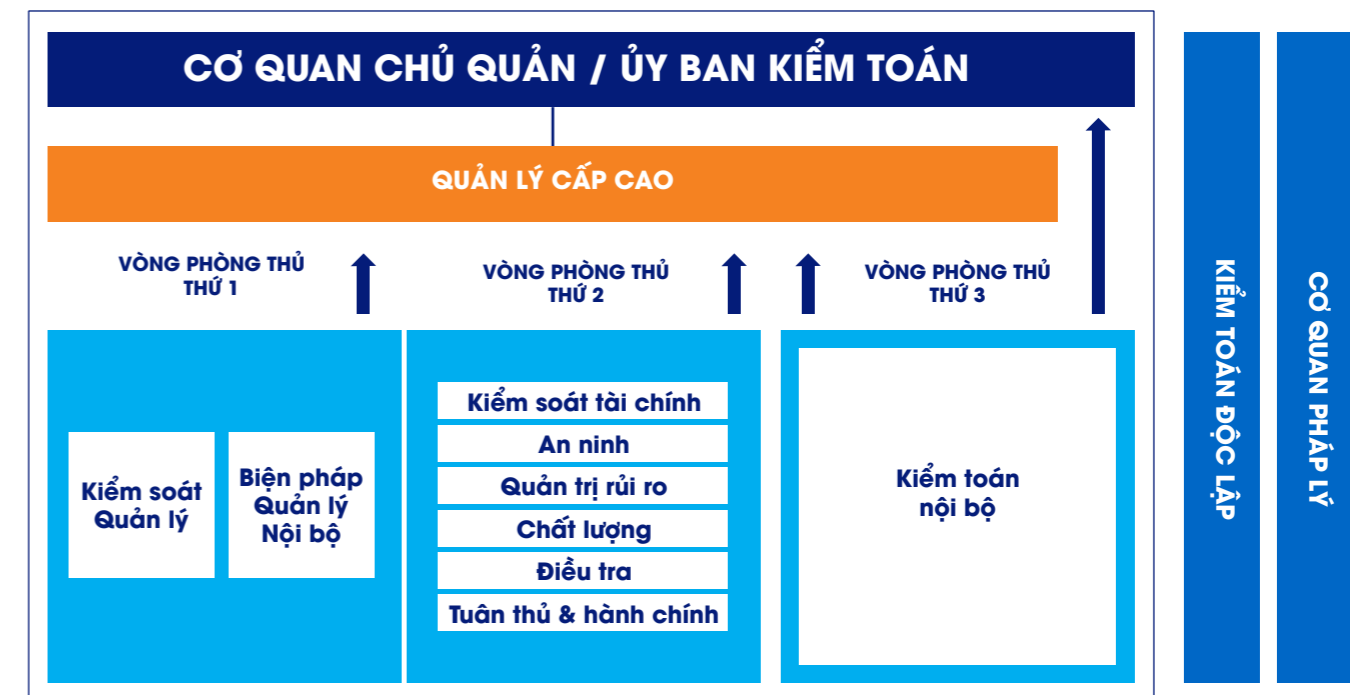 CƠ QUAN CHỦ QUẢN / ỦY BAN KIỂM TOÁN
QUẢN LÝ CẤP CAO
VÒNG PHÒNG THỦ
THỨ 1
VÒNG PHÒNG THỦ
THỨ 2
VÒNG PHÒNG THỦ
THỨ 3
Kiểm soát
Quản lý
Biện pháp
Quản lý
Nội bộ
Kiểm soát tài chính
An ninh
Quản trị rủi ro
Chất lượng
Điều tra
Tuân thủ & hành chính
Kiểm toán
nội bộ
KIỂM TOÁN ĐỘC LẬP
CƠ QUAN PHÁP LÝ